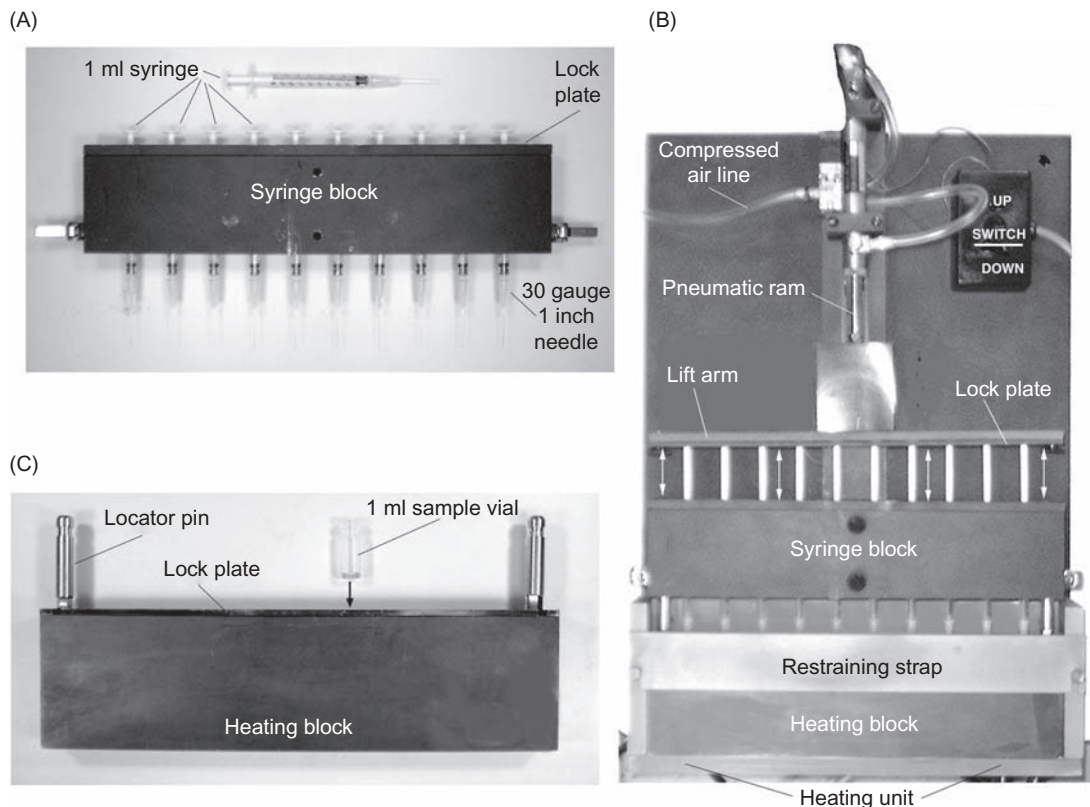 (A)
1 ml syringe
Lock
plate
Syringe block
30 gauge
1 inch
needle
(B)
Compressed
air line
UP
SWITCH
DOWN
Pneumatic ram
Lift arm
Lock plate
Syringe block
Restraining strap
Heating block
Heating unit
(C)
Locator pin
1 ml sample vial
Lock plate
Heating block